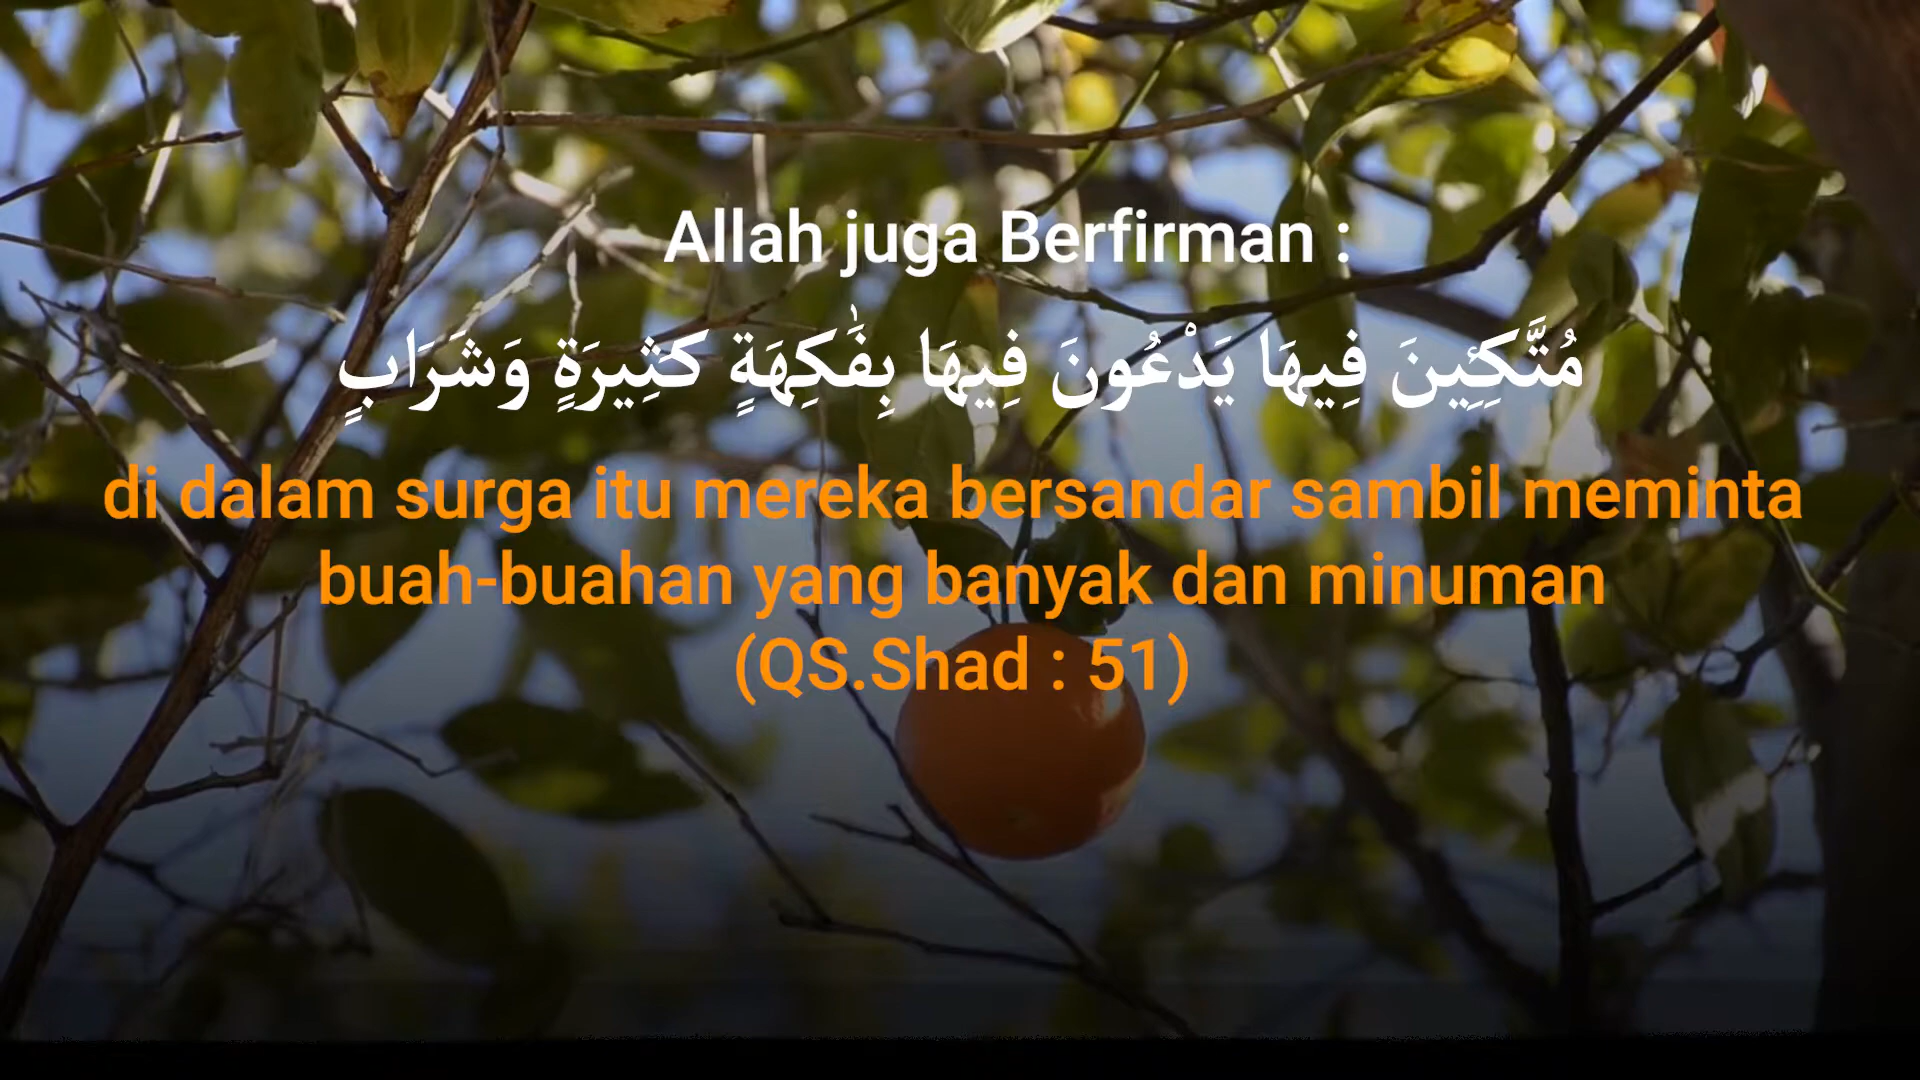 Allah juga Berfirman :
مُتَّكِـِٔينَ فِيهَا يَدْعُونَ فِيهَا بِفَٰكِهَةٍ كَثِيرَةٍ وَشَرَابٍ
di dalam surga itu mereka bersandar sambil meminta
buah-buahan yang banyak dan minuman
(QS.Shad : 51)